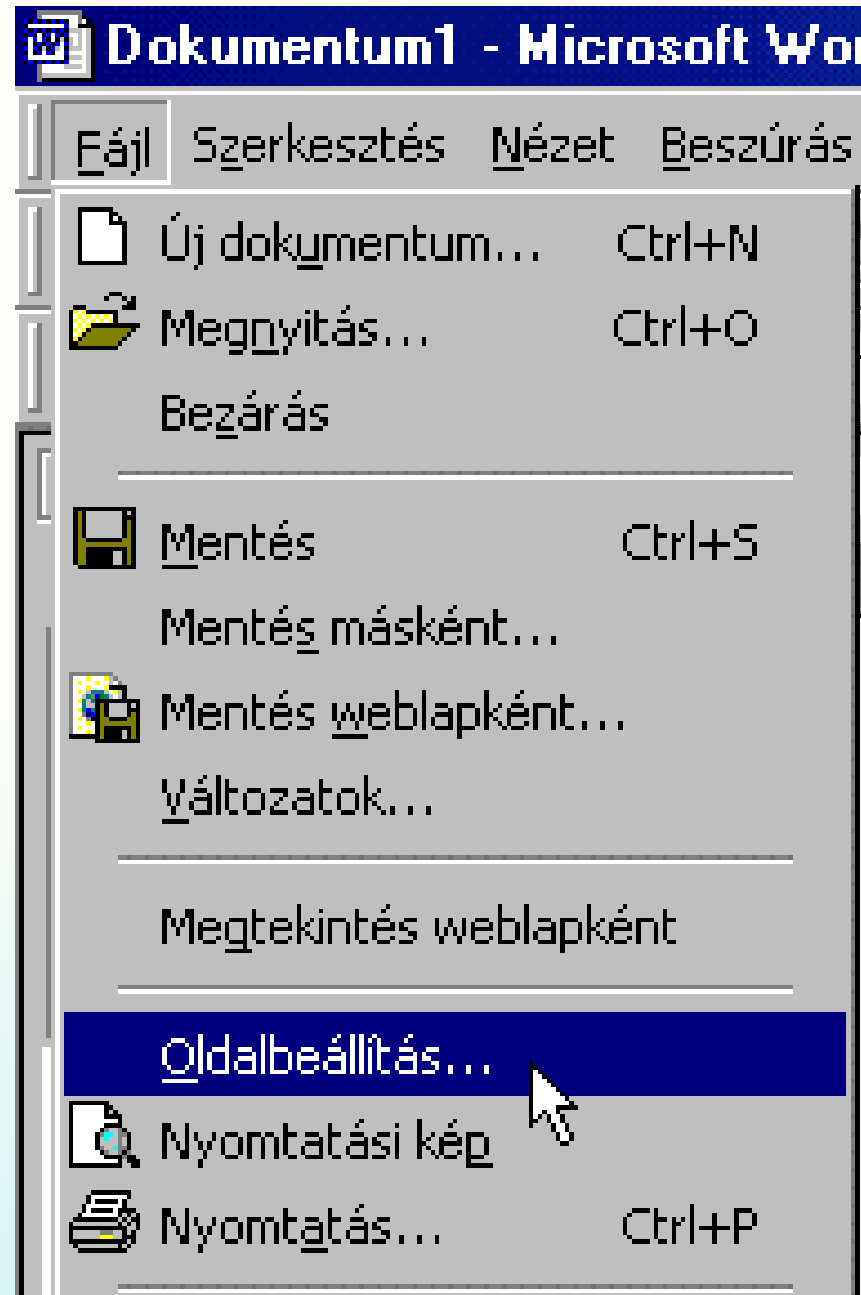 Dokumentum1 - Microsoft Wor
Fájl Szerkesztés Nézet Beszúrás
Új dokumentum... Ctrl+N
Megnyitás... Ctrl+O
Bezárás
Mentés Ctrl+S
Mentés másként...
Mentés weblapként...
Változatok...
Megtekintés weblapként
Oldalbeállítás...
Nyomtatási kép
Nyomtatás... Ctrl+P